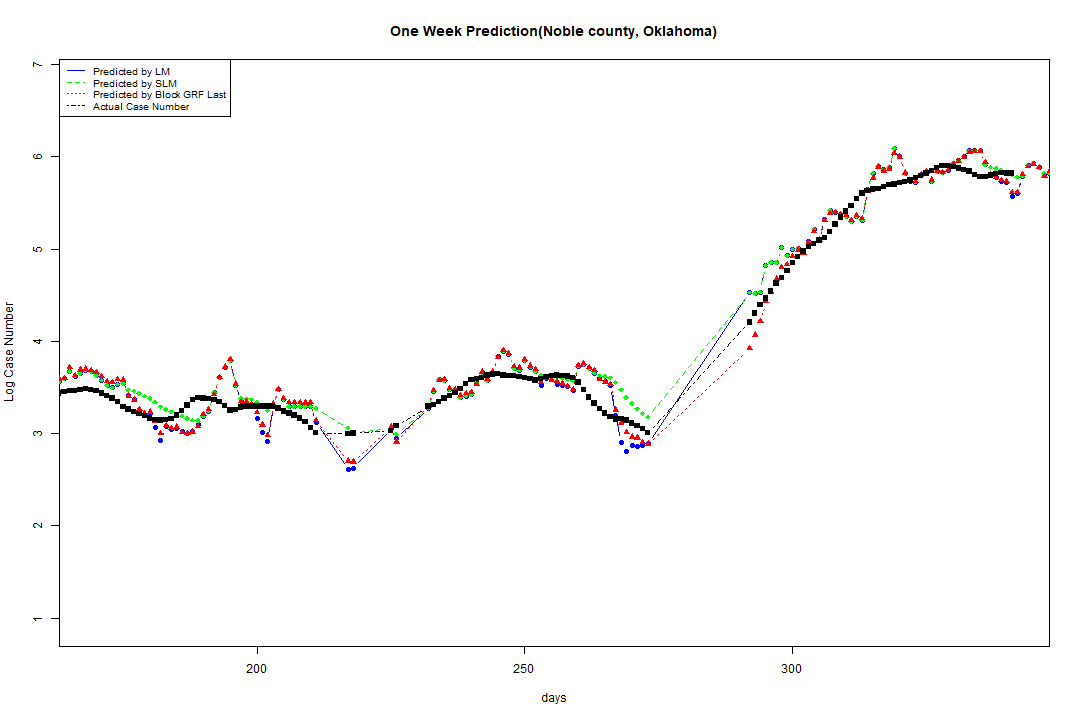 One Week Prediction(Noble county, Oklahoma)
Predicted by LM
Predicted by SLM
Predicted by Block GRF Last
Actual Case Number
7
6
5
4
3
2
1
Log Case Number
200
250
300
days